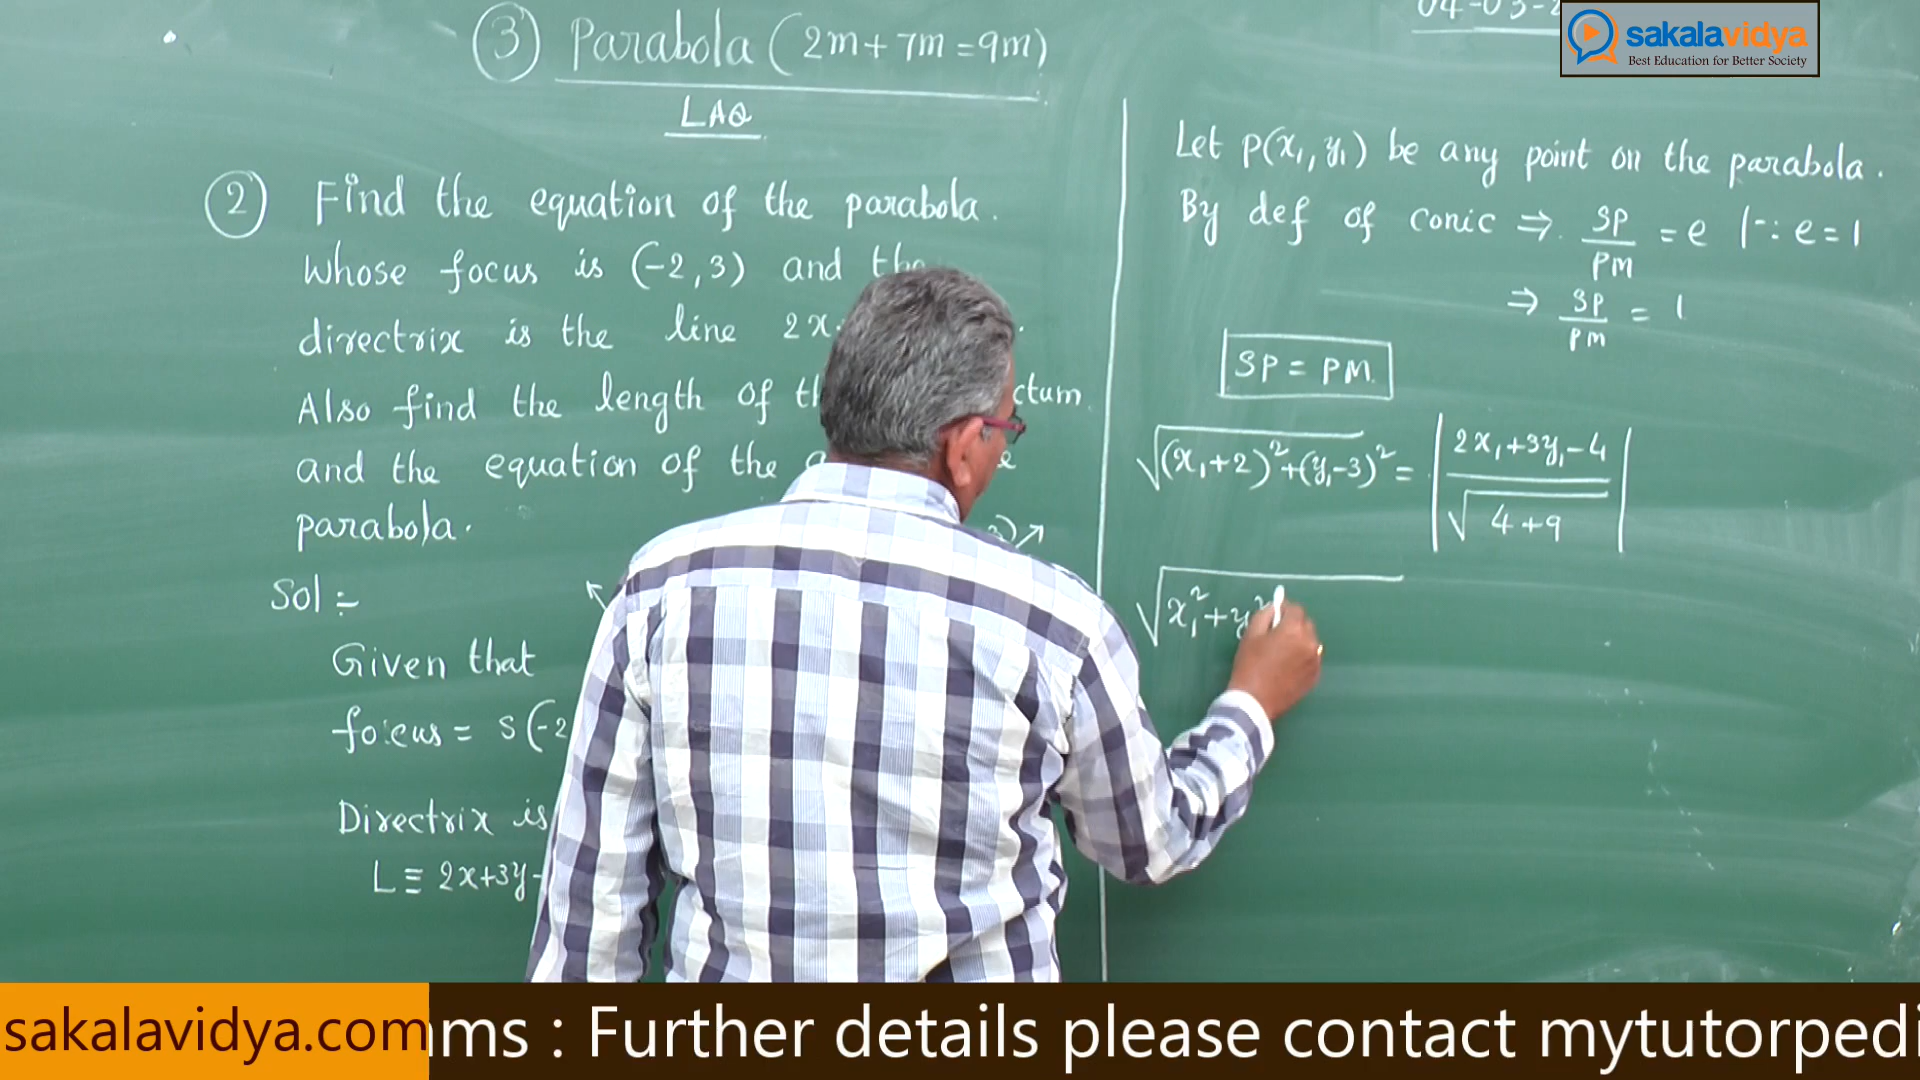 ③ Parabola ( 2m + 7m = 9m)
LAQ
② Find the equation of the parabola.
whose focus is (-2, 3) and the
directrix is the line 2x
Also find the length of th ctum
and the equation of the
parabola.
Sol :-
Given that
focus = S(-2
Directrix is
L ≡ 2x+3y-
04-03-2
sakalavidya
Best Education for Better Society
Let P(x₁, y₁) be any point on the parabola.
By def of conic ⇒ SP/PM = e | ∵ e = 1
⇒ SP/PM = 1
SP = PM.
√(x₁+2)²+(y₁-3)² = |2x₁+3y₁-4 / √4+9|
√x₁²+y₁²
sakalavidya.com
ms : Further details please contact mytutorpedi